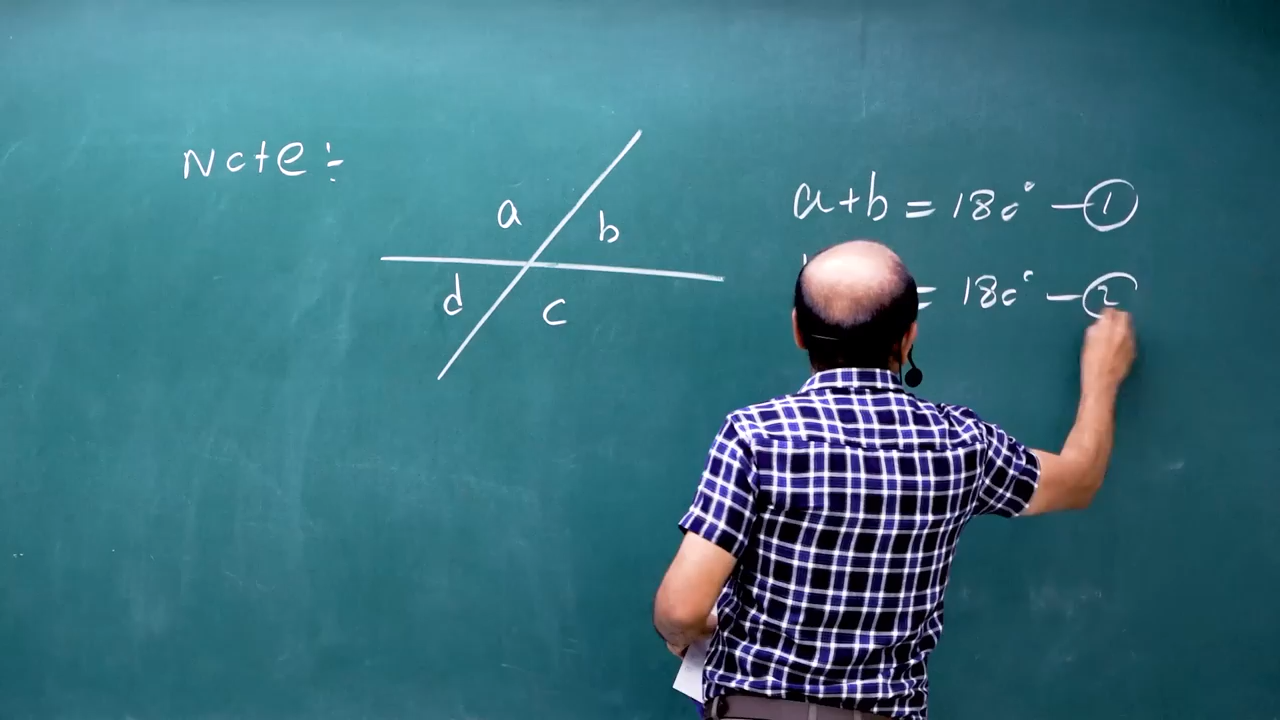 Note :-
a
b
d
c
a+b = 180° - ①
= 180° - ②